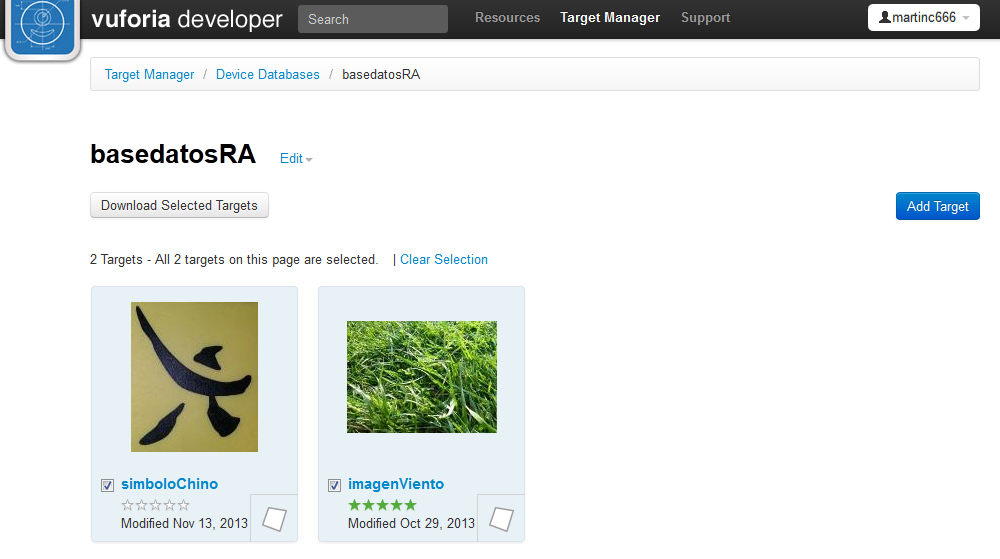 vuforia developer Search Resources Target Manager Support martinc666
Target Manager / Device Databases / basedatosRA
basedatosRA Edit
Download Selected Targets Add Target
2 Targets - All 2 targets on this page are selected. | Clear Selection
simboloChino imagenViento
Modified Nov 13, 2013 Modified Oct 29, 2013